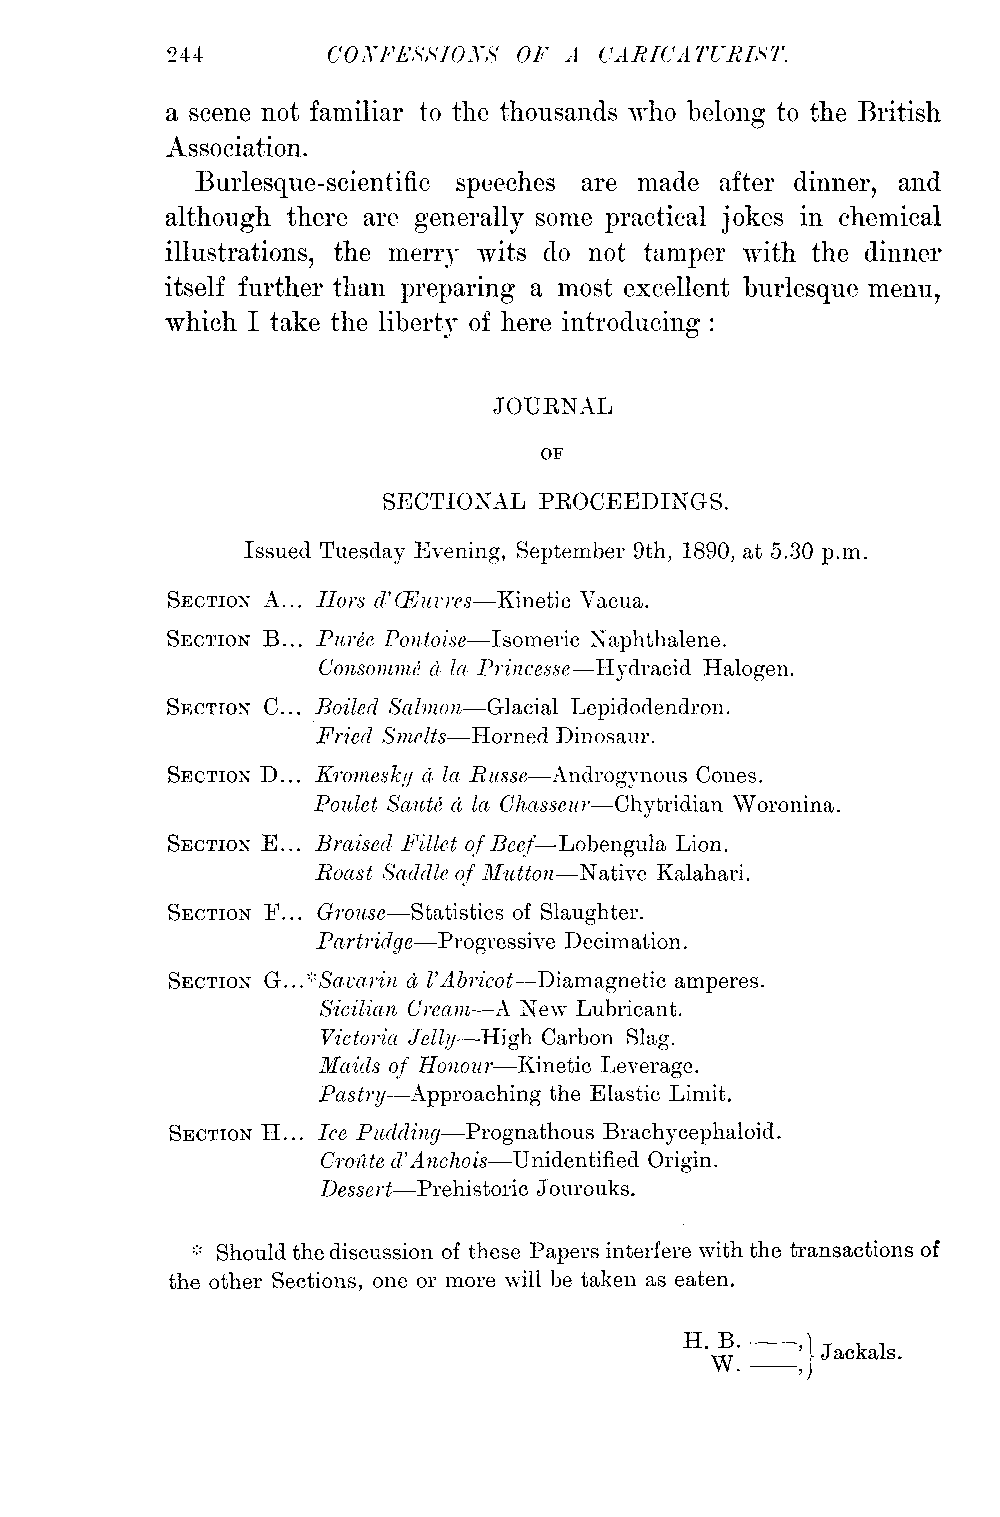 244 CONFESSIONS OF A CARICATURIST.
a scene not familiar to the thousands who belong to the British
Association.
Burlesque-scientific speeches are made after dinner, and
although there are generally some practical jokes in chemical
illustrations, the merry wits do not tamper with the dinner
itself further than preparing a most excellent burlesque menu,
which I take the liberty of here introducing :
JOURNAL
OF
SECTIONAL PROCEEDINGS.
Issued Tuesday Evening, September 9th, 1890, at 5.30 p.m.
SECTION A... Hors d'Œuvres—Kinetic Vacua.
SECTION B... Purée Pontoise—Isomeric Naphthalene.
Consommé à la Princesse—Hydracid Halogen.
SECTION C... Boiled Salmon—Glacial Lepidodendron.
Fried Smelts—Horned Dinosaur.
SECTION D... Kromesky à la Russe—Androgynous Cones.
Poulet Sauté à la Chasseur—Chytridian Woronina.
SECTION E... Braised Fillet of Beef—Lobengula Lion.
Roast Saddle of Mutton—Native Kalahari.
SECTION F... Grouse—Statistics of Slaughter.
Partridge—Progressive Decimation.
SECTION G...*Savarin à l'Abricot—Diamagnetic amperes.
Sicilian Cream—A New Lubricant.
Victoria Jelly—High Carbon Slag.
Maids of Honour—Kinetic Leverage.
Pastry—Approaching the Elastic Limit.
SECTION H... Ice Pudding—Prognathous Brachycephaloid.
Croûte d'Anchois—Unidentified Origin.
Dessert—Prehistoric Jourouks.
* Should the discussion of these Papers interfere with the transactions of
the other Sections, one or more will be taken as eaten.
H. B. ——,} Jackals.
W. ——,}